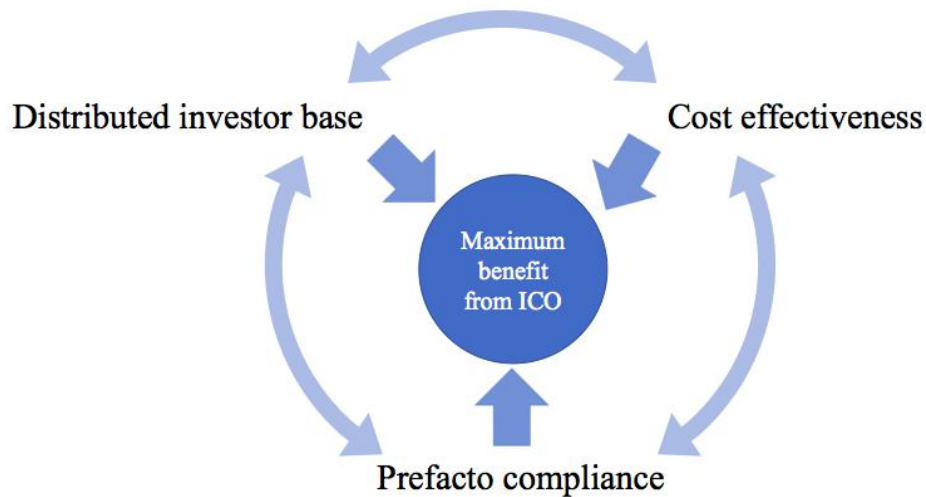 Distributed investor base
Cost effectiveness
Maximum
benefit
from ICO
Prefacto compliance